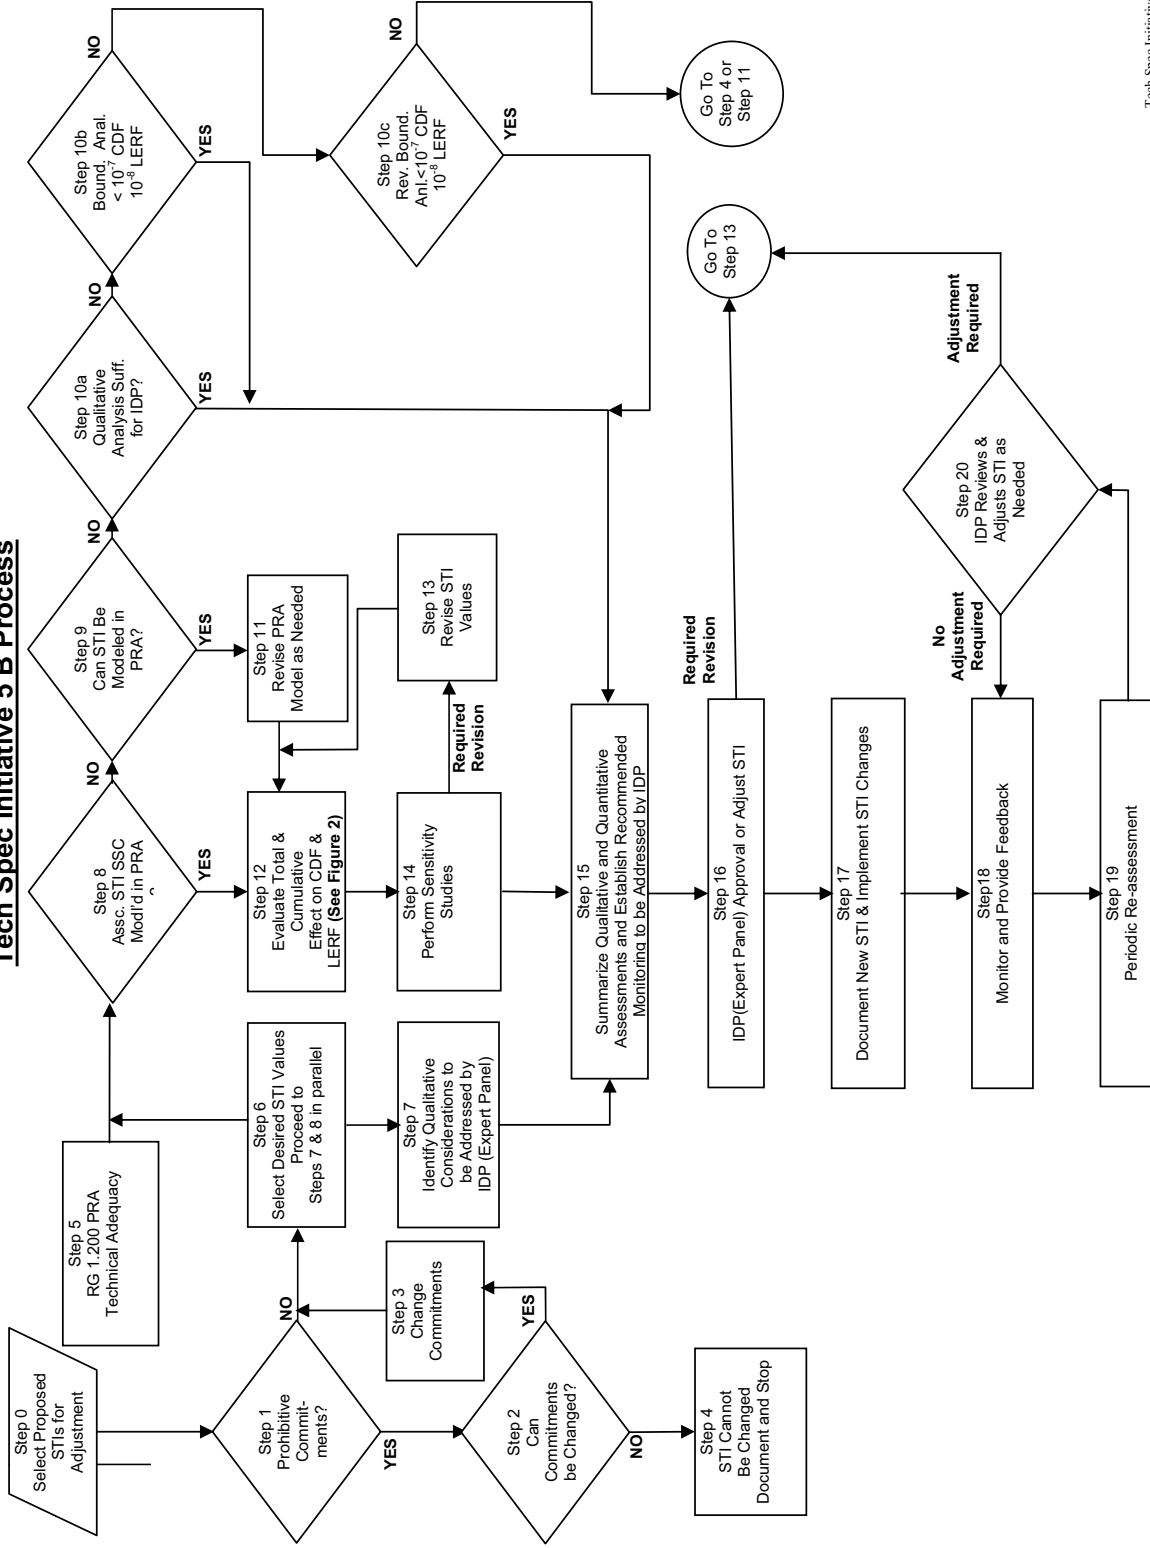 Tech Spec Initiative 5 B Process
Step 0
Select Proposed
STIs for
Adjustment
Step 5
RG 1.200 PRA
Technical Adequacy
Step 1
Prohibitive
Commit-
ments?
NO
YES
Step 2
Can
Commitments
be Changed?
YES
NO
Step 3
Change
Commitments
Step 4
STI Cannot
Be Changed
Document and Stop
Step 6
Select Desired STI Values
Proceed to
Steps 7 & 8 in parallel
Step 7
Identify Qualitative
Considerations to
be Addressed by
IDP (Expert Panel)
Step 8
Assc. STI SSC
Modl'd in PRA
?
NO
YES
Step 9
Can STI Be
Modeled in
PRA?
NO
YES
Step 10a
Qualitative
Analysis Suff.
for IDP?
NO
YES
Step 10b
Bound. Anal.
< 10-7 CDF
10-8 LERF
NO
YES
Step 10c
Rev. Bound.
Anl.<10-7 CDF
10-8 LERF
NO
YES
Go To
Step 4 or
Step 11
Step 11
Revise PRA
Model as Needed
Step 12
Evaluate Total &
Cumulative
Effect on CDF &
LERF (See Figure 2)
Step 13
Revise STI
Values
Step 14
Perform Sensitivity
Studies
Required
Revision
Step 15
Summarize Qualitative and Quantitative
Assessments and Establish Recommended
Monitoring to be Addressed by IDP
Step 16
IDP(Expert Panel) Approval or Adjust STI
Required
Revision
Go To
Step 13
Step 17
Document New STI & Implement STI Changes
Step18
Monitor and Provide Feedback
Step 19
Periodic Re-assessment
Step 20
IDP Reviews &
Adjusts STI as
Needed
No
Adjustment
Required
Adjustment
Required
Tech Spec Initiative